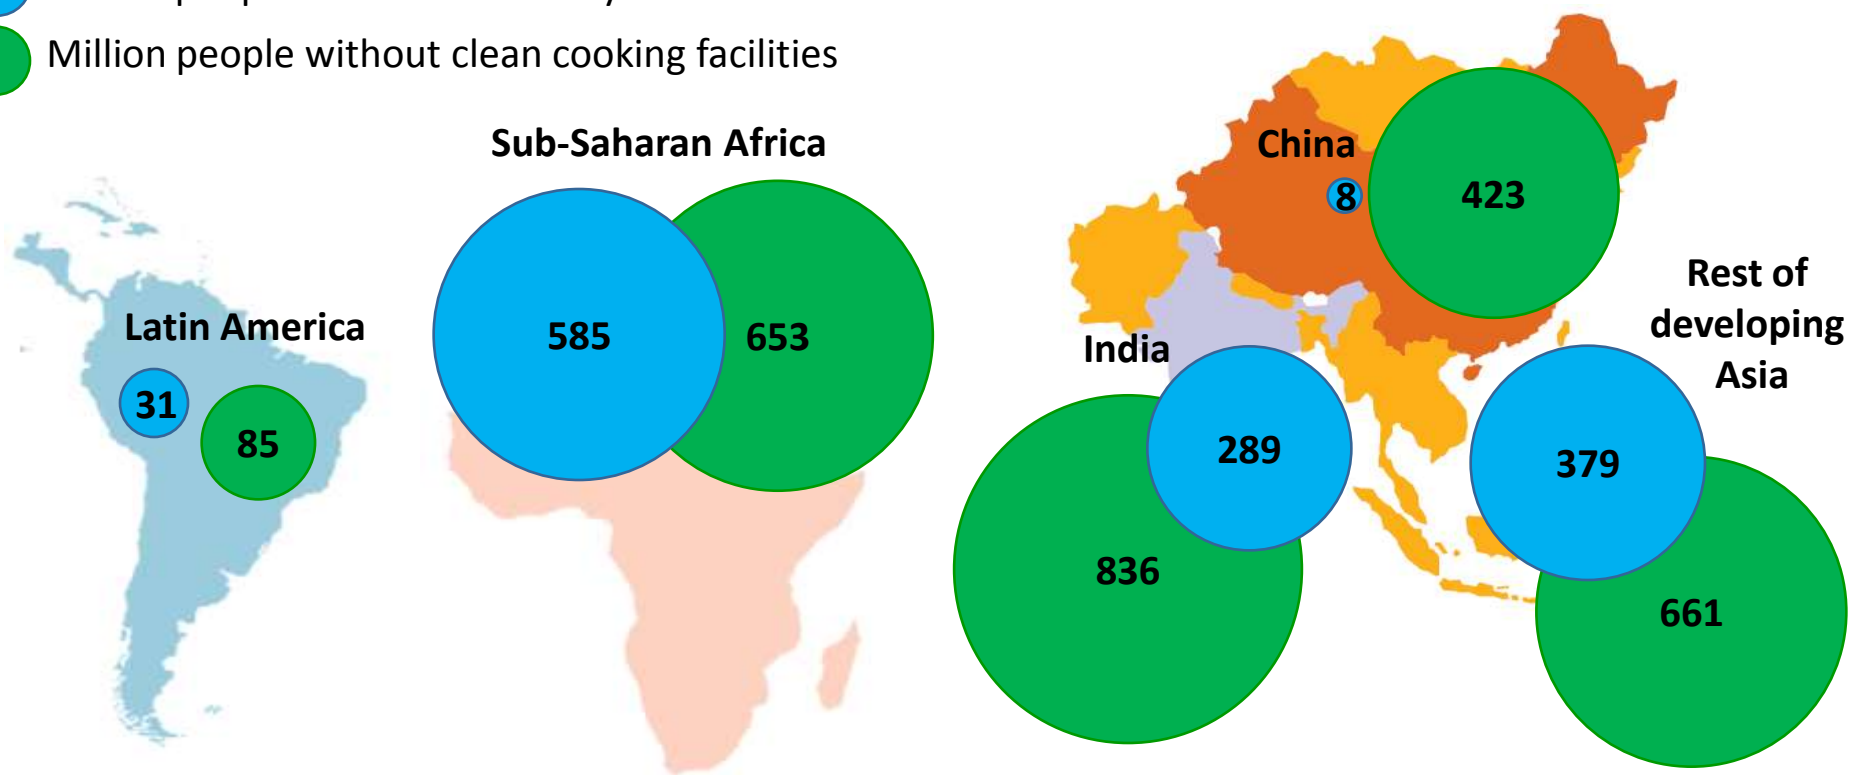 Million people without clean cooking facilities
Sub-Saharan Africa
China
8
423
Rest of
developing
Asia
Latin America
585
653
India
31
85
289
379
836
661